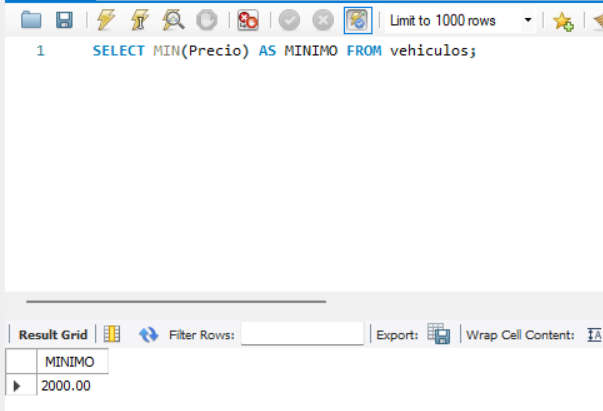 Limit to 1000 rows
1 SELECT MIN(Precio) AS MINIMO FROM vehiculos;
Result Grid Filter Rows: Export: Wrap Cell Content:
MINIMO
2000.00